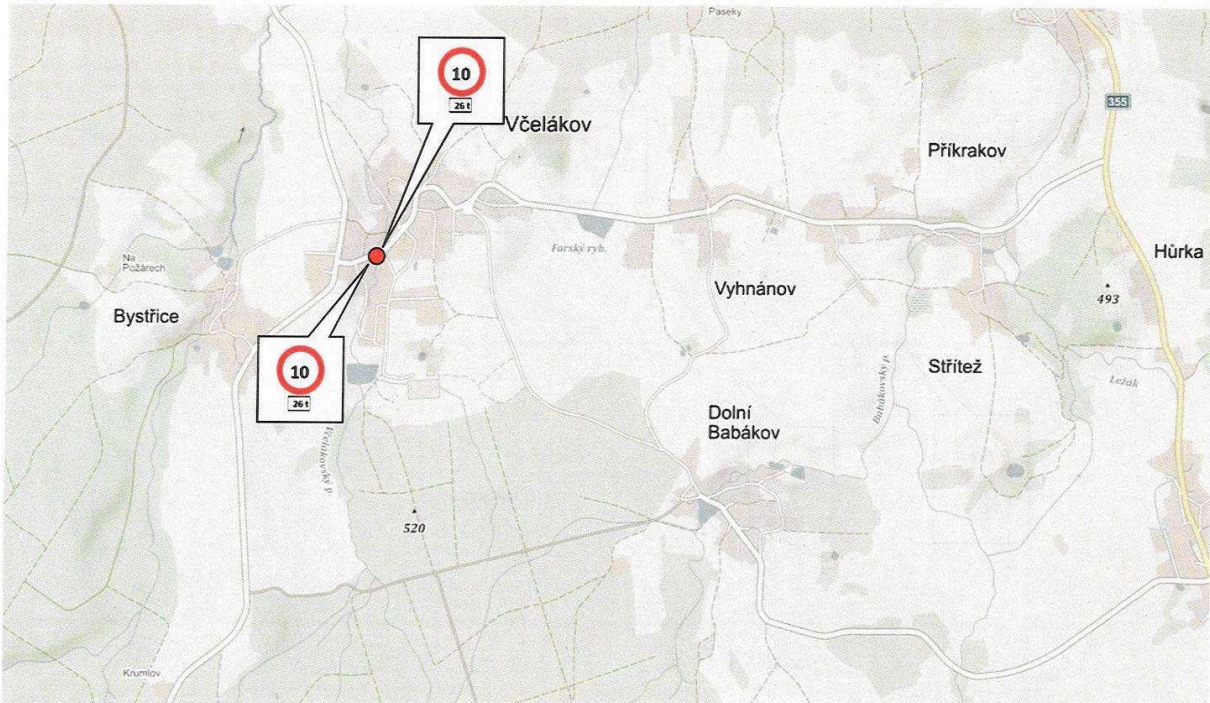 Paseky
10
26 t
355
Včelákov
Příkrakov
Farský ryb.
Hůrka
Na
Požárech
Vyhnánov
493
Bystřice
10
26 t
Babákovský p.
Střítež
Ležák
Dolní
Babákov
Včelákovský p.
520
Krumlov